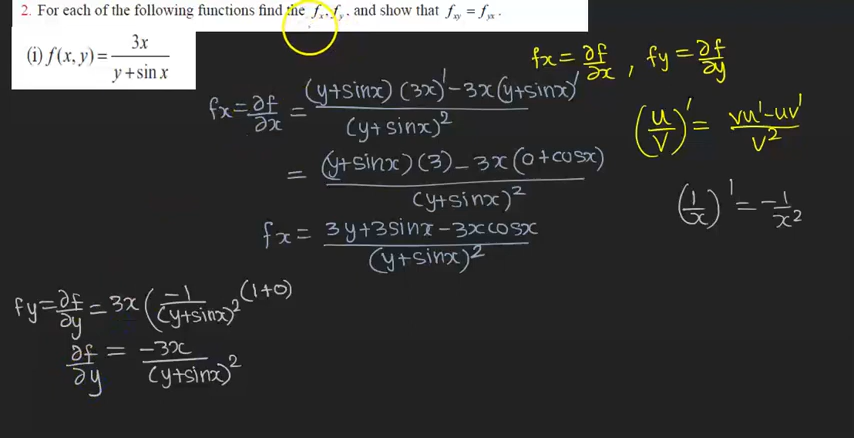 2. For each of the following functions find the fx, fy. and show that fxy = fyx.
(i) f(x, y) = 3x / (y + sin x)
fx = ∂f/∂x , fy = ∂f/∂y
fx = ∂f/∂x = ((y+sinx)(3x)' - 3x(y+sinx)') / (y+sinx)²
(u/v)' = (vu' - uv') / v²
= ((y+sinx)(3) - 3x(0+cosx)) / (y+sinx)²
(1/x)' = -1/x²
fx = (3y+3sinx-3xcosx) / (y+sinx)²
fy = ∂f/∂y = 3x(-1/(y+sinx)² (1+0)
∂f/∂y = -3x / (y+sinx)²